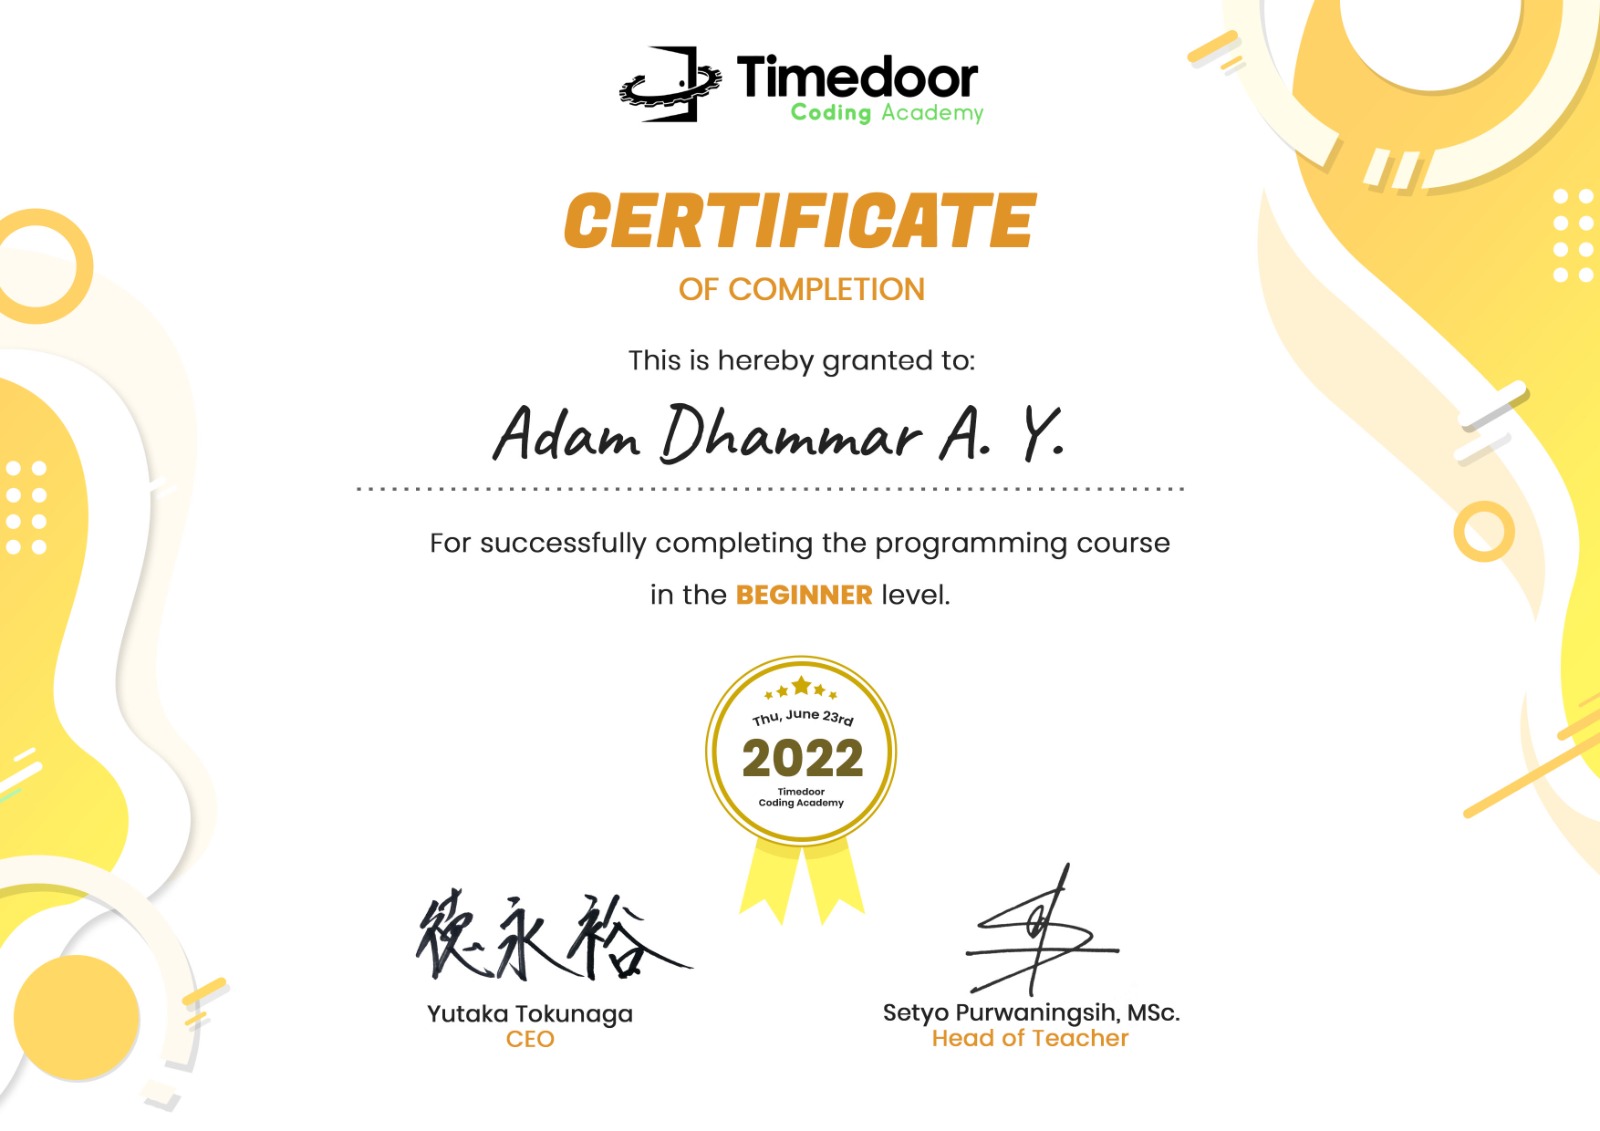 Timedoor
Coding Academy
CERTIFICATE
OF COMPLETION
This is hereby granted to:
Adam Dhammar A. Y.
For successfully completing the programming course
in the BEGINNER level.
Thu, June 23rd
2022
Timedoor
Coding Academy
徳永裕
Yutaka Tokunaga
CEO
Setyo Purwaningsih, MSc.
Head of Teacher